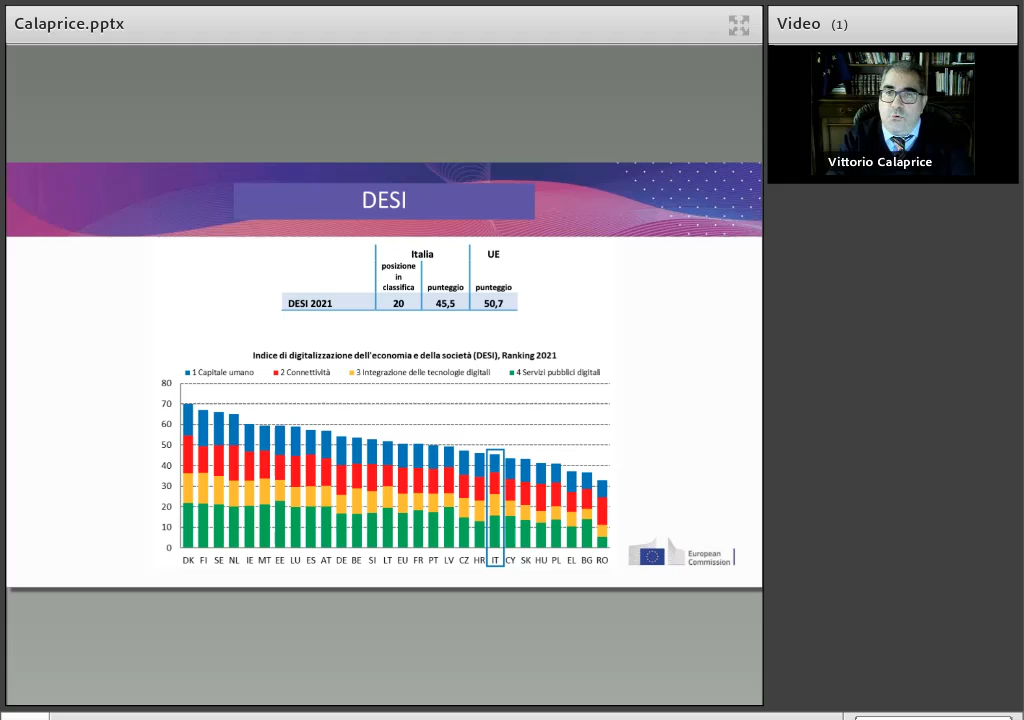 Calaprice.pptx
Video (1)
Vittorio Calaprice
DESI
Italia UE
posizione
in
classifica punteggio punteggio
DESI 2021 20 45,5 50,7
Indice di digitalizzazione dell'economia e della società (DESI), Ranking 2021
1 Capitale umano 2 Connettività 3 Integrazione delle tecnologie digitali 4 Servizi pubblici digitali
80
70
60
50
40
30
20
10
0
DK FI SE NL IE MT EE LU ES AT DE BE SI LT EU FR PT LV CZ HR IT CY SK HU PL EL BG RO
European
Commission